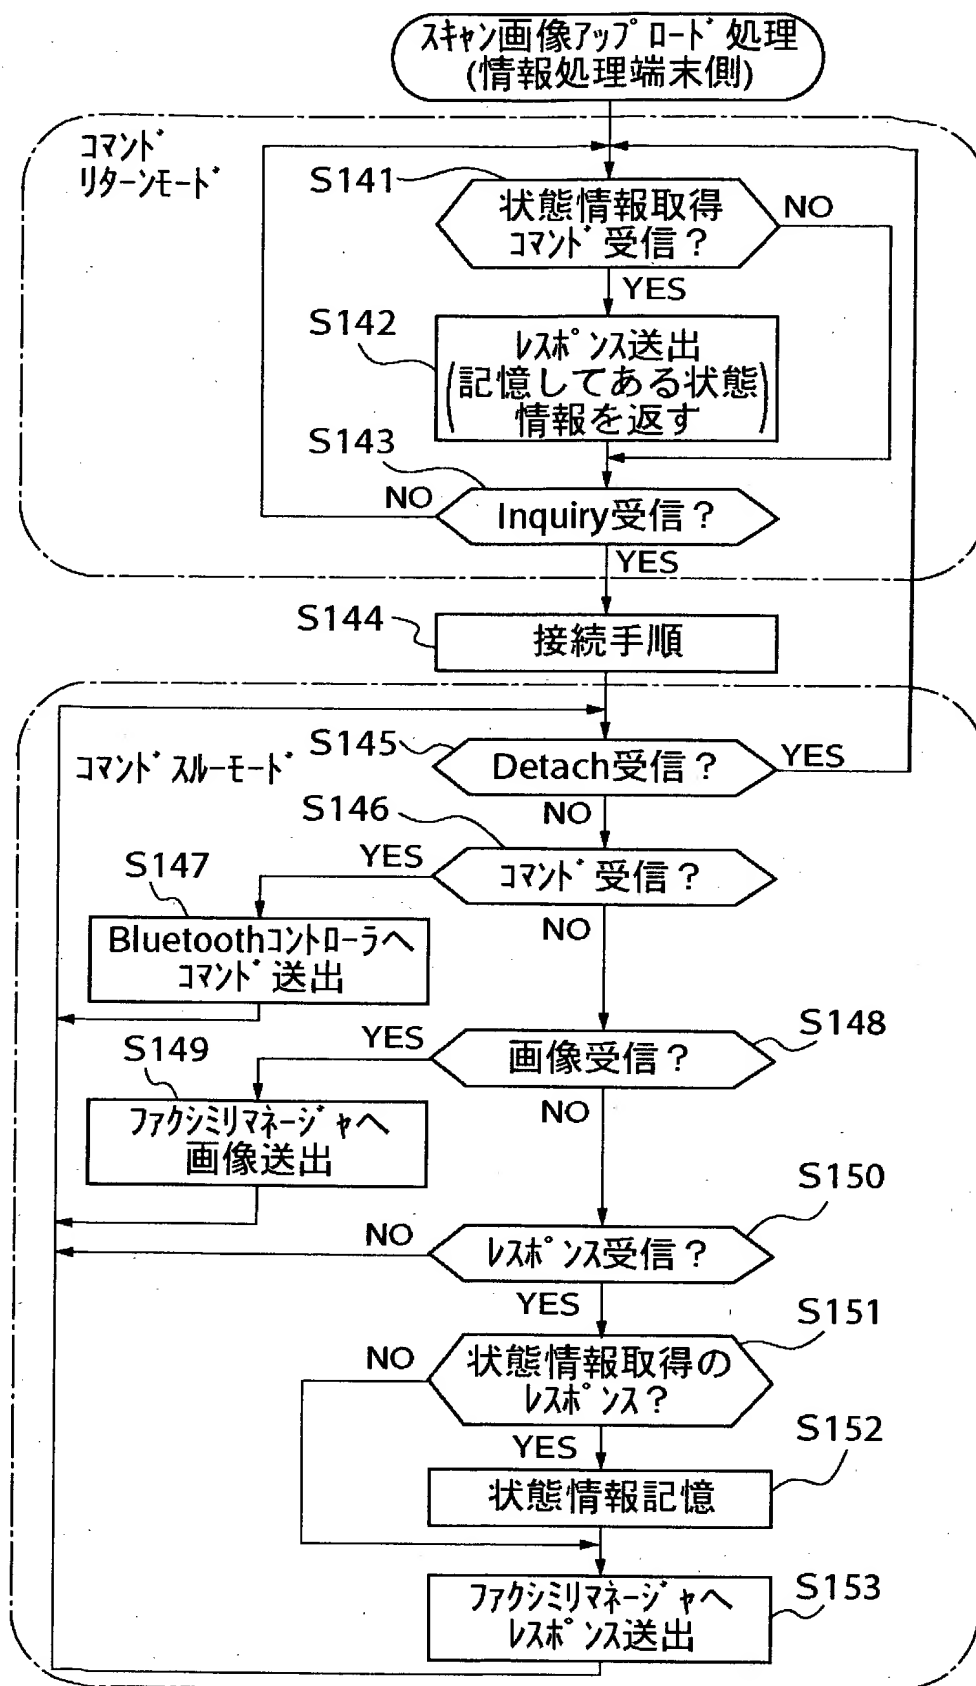 スキャン画像アップロード処理
(情報処理端末側)
コマンド
リターンモード
S141
状態情報取得
コマンド受信？
NO
YES
S142
レスポンス送出
(記憶してある状態)
情報を返す
S143
NO
Inquiry受信？
YES
S144
接続手順
コマンドスルーモード
S145
Detach受信？
YES
NO
S146
YES
コマンド受信？
NO
S147
Bluetoothコントローラへ
コマンド送出
S148
YES
画像受信？
NO
S149
ファクシミリマネージャへ
画像送出
S150
NO
レスポンス受信？
YES
S151
NO
状態情報取得の
レスポンス？
YES
S152
状態情報記憶
S153
ファクシミリマネージャへ
レスポンス送出